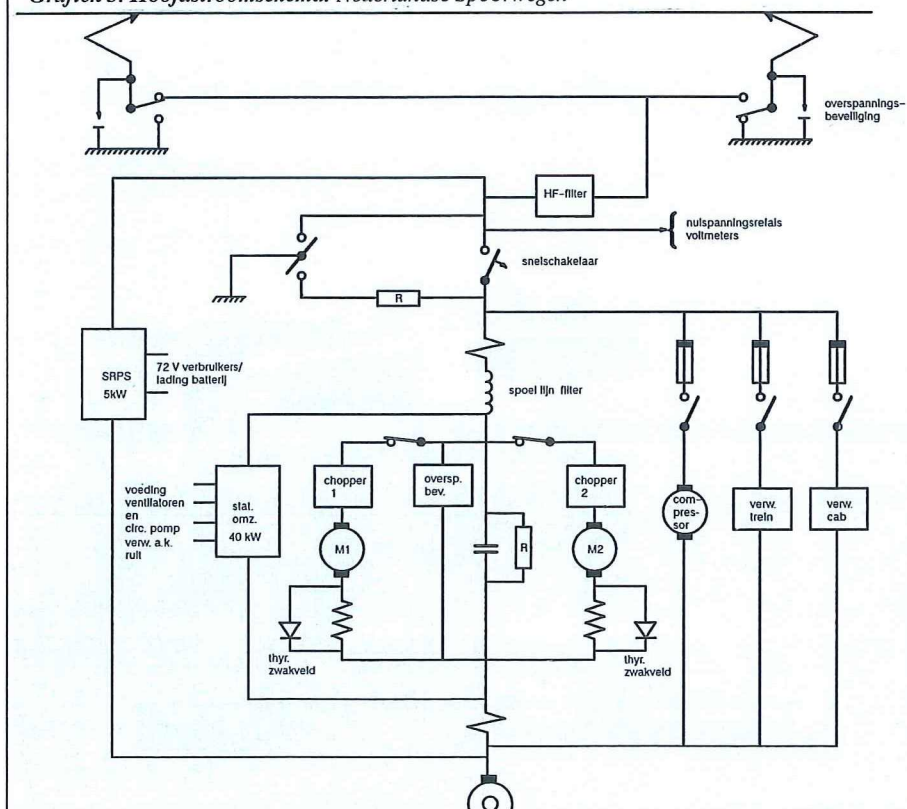 Grafiek 3: Hoofdstroomschema Nederlandse Spoorwegen
overspannings-
beveiliging
HF-filter
nulspanningsrelais
voltmeters
snelschakelaar
R
SRPS
5kW
72 V verbruikers/
lading batterij
spoel lijn filter
voeding
ventilatoren
en
circ. pomp
verw. a.k.
ruit
stat.
omz.
40 kW
chopper
1
oversp.
bev.
chopper
2
M1
R
M2
com-
pres-
sor
verw.
trein
verw.
cab
thyr.
zwakveld
thyr.
zwakveld